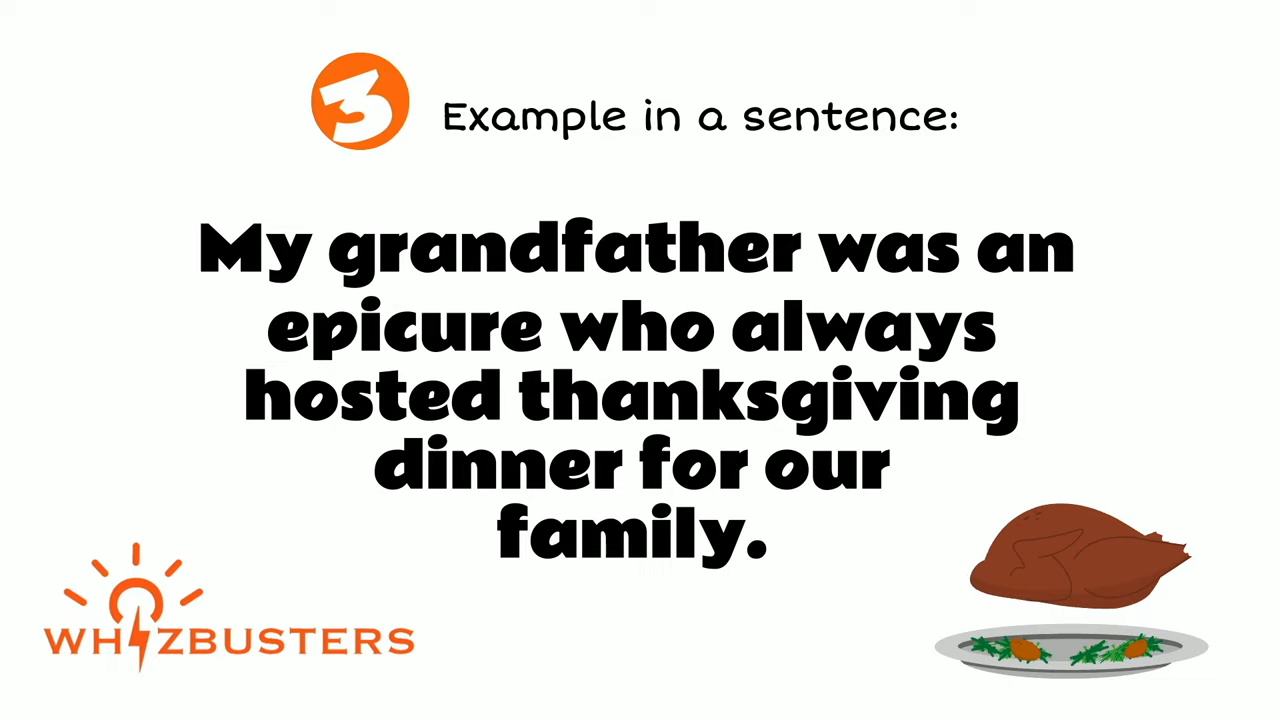 3 Example in a sentence:
My grandfather was an
epicure who always
hosted thanksgiving
dinner for our
family.
WHIZBUSTERS